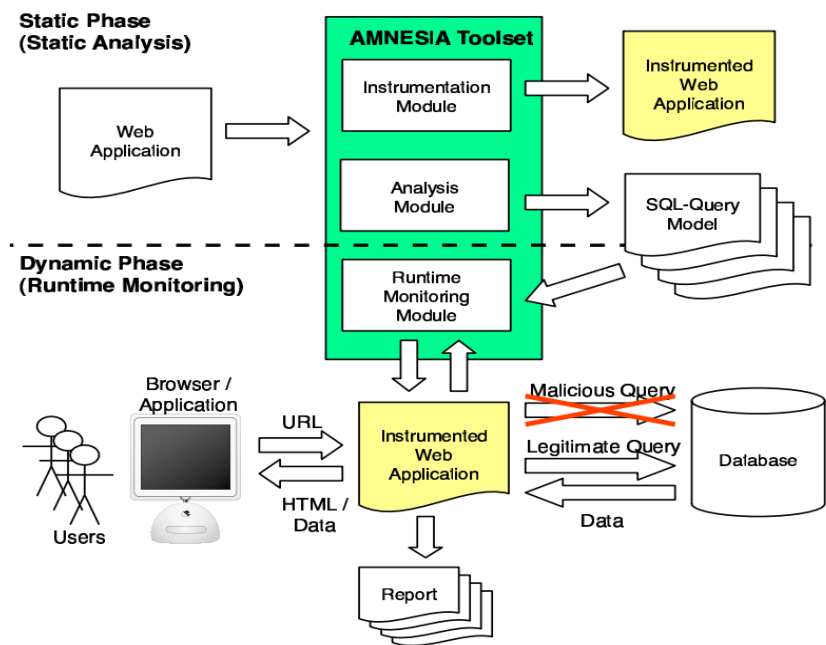 Static Phase
(Static Analysis)
AMNESIA Toolset
Instrumentation
Module
Instrumented
Web
Application
Web
Application
Analysis
Module
SQL-Query
Model
Dynamic Phase
(Runtime Monitoring)
Runtime
Monitoring
Module
Browser /
Application
URL
HTML /
Data
Users
Instrumented
Web
Application
Malicious Query
Legitimate Query
Data
Database
Report